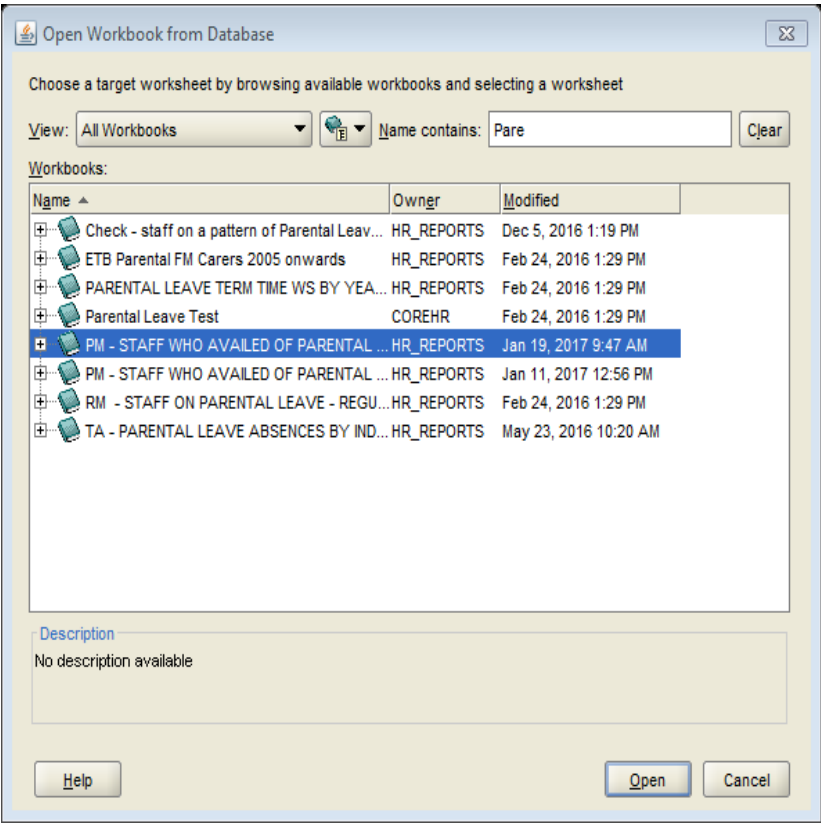 Open Workbook from Database
Choose a target worksheet by browsing available workbooks and selecting a worksheet
View: All Workbooks Name contains: Pare Clear
Workbooks:
Name Owner Modified
Check - staff on a pattern of Parental Leav... HR_REPORTS Dec 5, 2016 1:19 PM
ETB Parental FM Carers 2005 onwards HR_REPORTS Feb 24, 2016 1:29 PM
PARENTAL LEAVE TERM TIME WS BY YEA... HR_REPORTS Feb 24, 2016 1:29 PM
Parental Leave Test COREHR Feb 24, 2016 1:29 PM
PM - STAFF WHO AVAILED OF PARENTAL ... HR_REPORTS Jan 19, 2017 9:47 AM
PM - STAFF WHO AVAILED OF PARENTAL ... HR_REPORTS Jan 11, 2017 12:56 PM
RM - STAFF ON PARENTAL LEAVE - REGU... HR_REPORTS Feb 24, 2016 1:29 PM
TA - PARENTAL LEAVE ABSENCES BY IND... HR_REPORTS May 23, 2016 10:20 AM
Description
No description available
Help Open Cancel